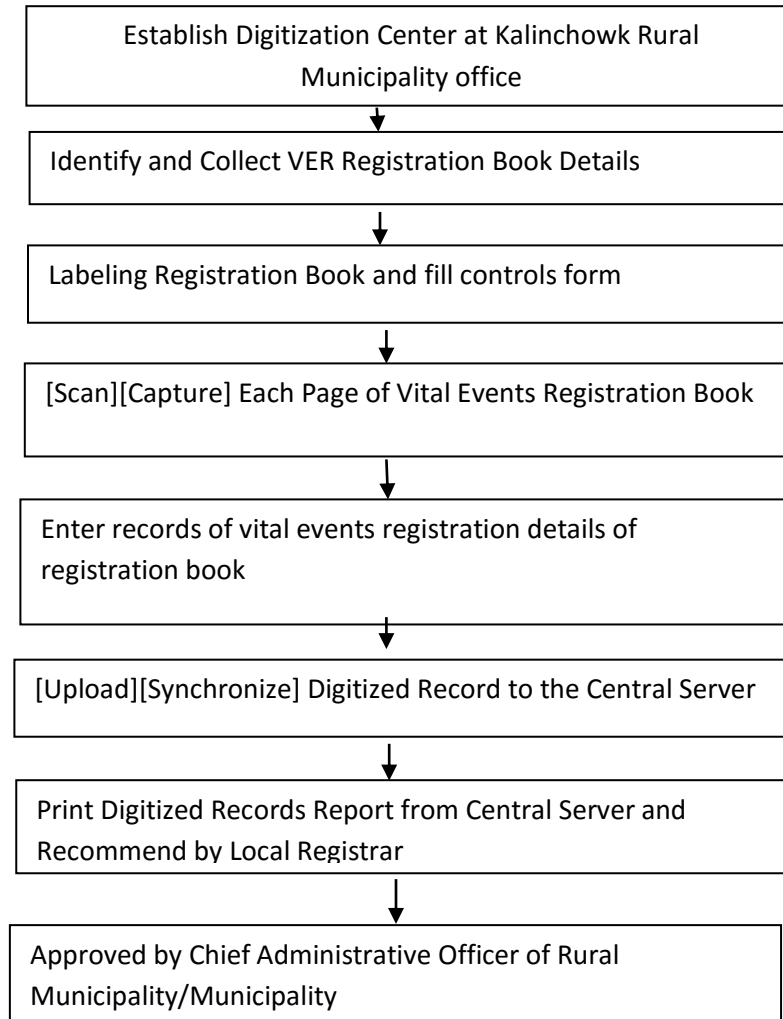 Establish Digitization Center at Kalinchowk Rural
Municipality office
Identify and Collect VER Registration Book Details
Labeling Registration Book and fill controls form
[Scan][Capture] Each Page of Vital Events Registration Book
Enter records of vital events registration details of
registration book
[Upload][Synchronize] Digitized Record to the Central Server
Print Digitized Records Report from Central Server and
Recommend by Local Registrar
Approved by Chief Administrative Officer of Rural
Municipality/Municipality